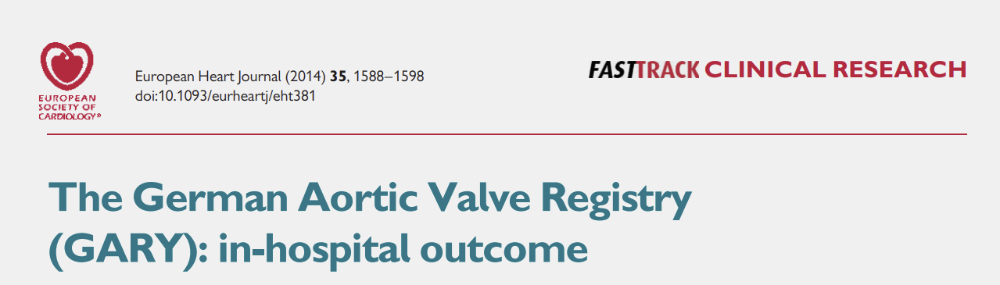 EUROPEAN
SOCIETY OF
CARDIOLOGY®
European Heart Journal (2014) 35, 1588–1598
doi:10.1093/eurheartj/eht381
FASTTRACK CLINICAL RESEARCH
The German Aortic Valve Registry
(GARY): in-hospital outcome